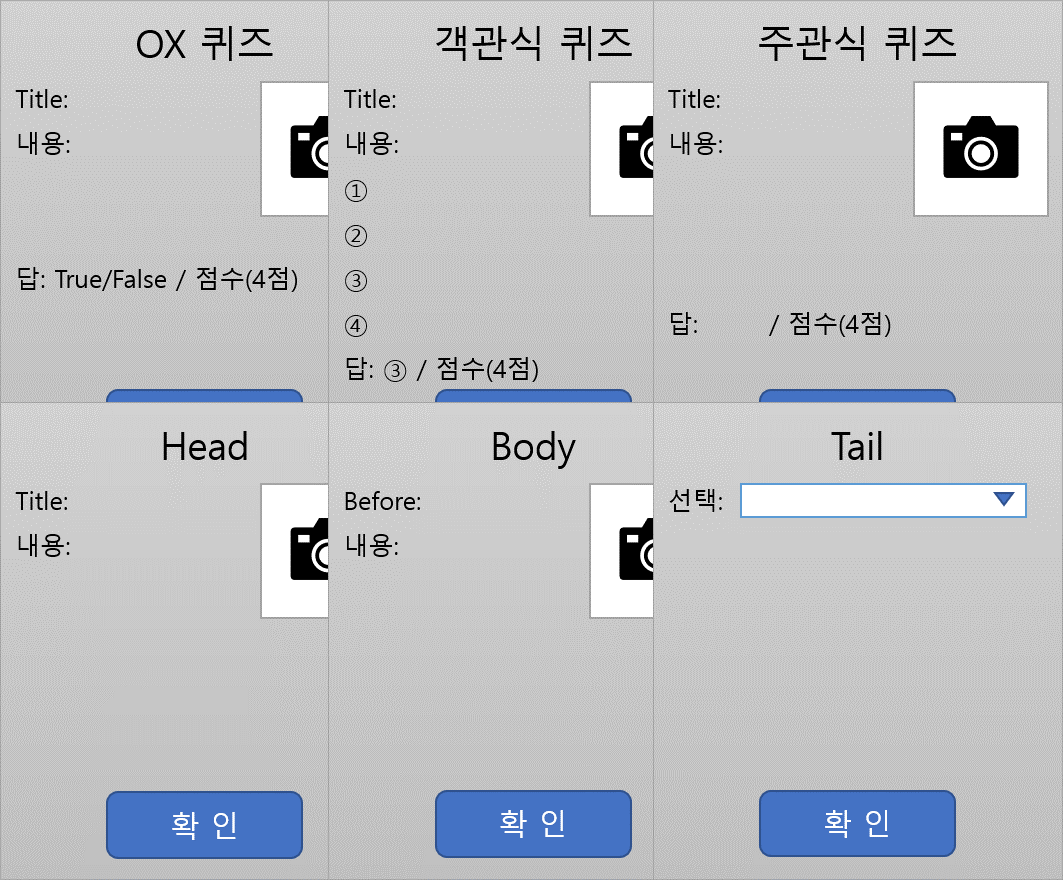 OX 퀴즈
Title:
내용:
답: True/False / 점수(4점)
객관식 퀴즈
Title:
내용:
①
②
③
④
답: ③ / 점수(4점)
주관식 퀴즈
Title:
내용:
답: / 점수(4점)
Head
Title:
내용:
확 인
Body
Before:
내용:
확 인
Tail
선택:
확 인